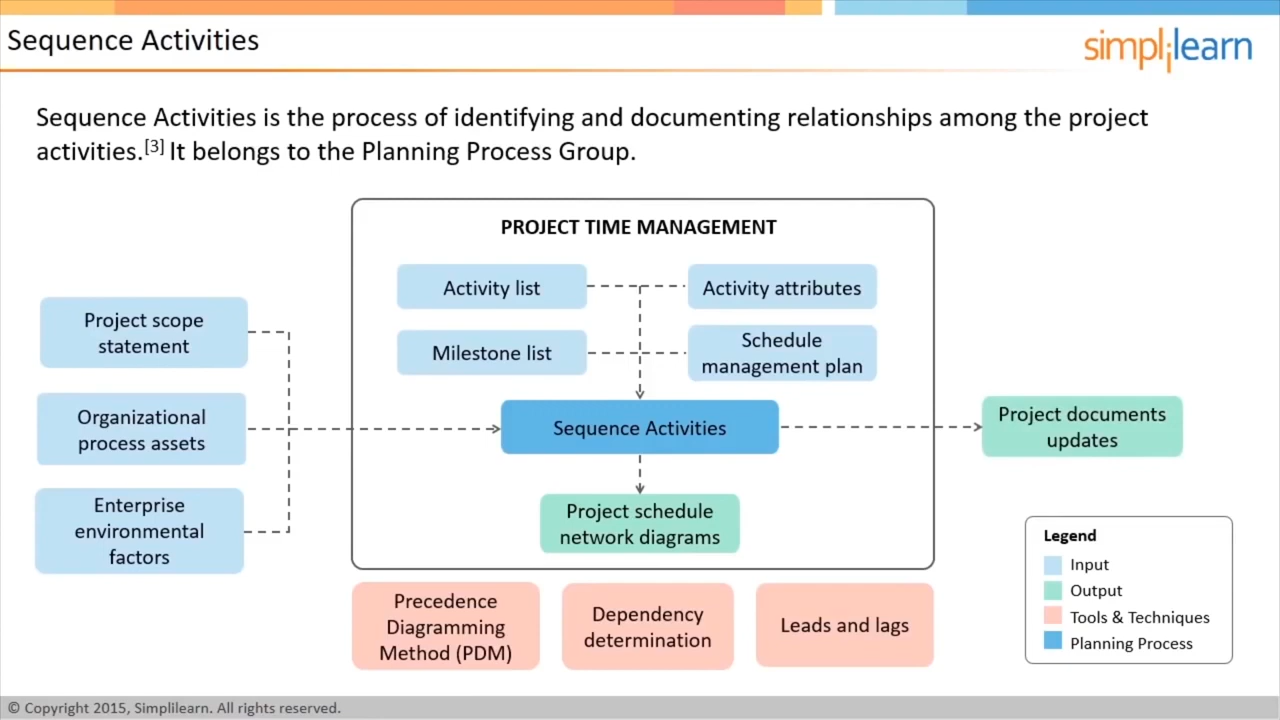 Sequence Activities
simplilearn
Sequence Activities is the process of identifying and documenting relationships among the project
activities.[3] It belongs to the Planning Process Group.
PROJECT TIME MANAGEMENT
Activity list
Activity attributes
Milestone list
Schedule
management plan
Project scope
statement
Organizational
process assets
Enterprise
environmental
factors
Sequence Activities
Project documents
updates
Project schedule
network diagrams
Precedence
Diagramming
Method (PDM)
Dependency
determination
Leads and lags
Legend
Input
Output
Tools & Techniques
Planning Process
© Copyright 2015, Simplilearn. All rights reserved.